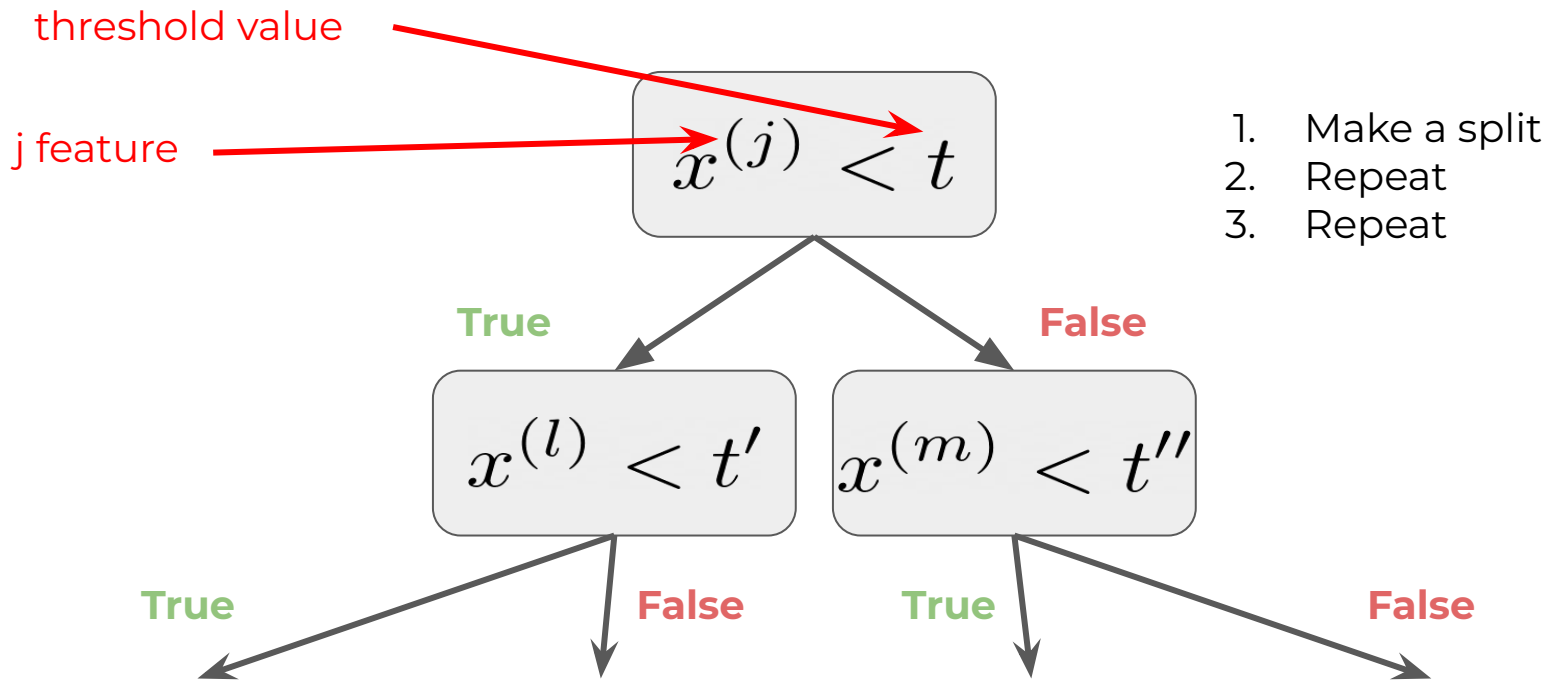 threshold value
j feature
x^(j) < t
1. Make a split
2. Repeat
3. Repeat
True
False
x^(l) < t′
x^(m) < t″
True
False
True
False